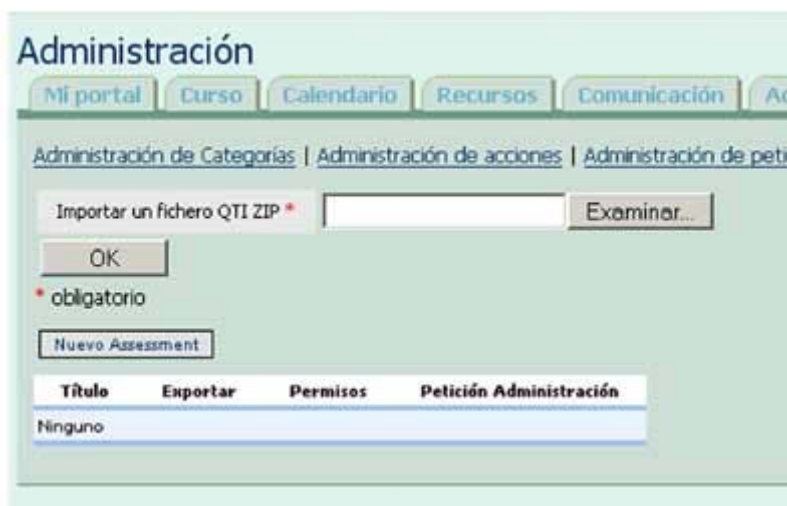 Administración
Mi portal Curso Calendario Recursos Comunicación
Administración de Categorías | Administración de acciones | Administración de peti
Importar un fichero QTI ZIP * Examinar...
OK
* obligatorio
Nuevo Assessment
Título Exportar Permisos Petición Administración
Ninguno